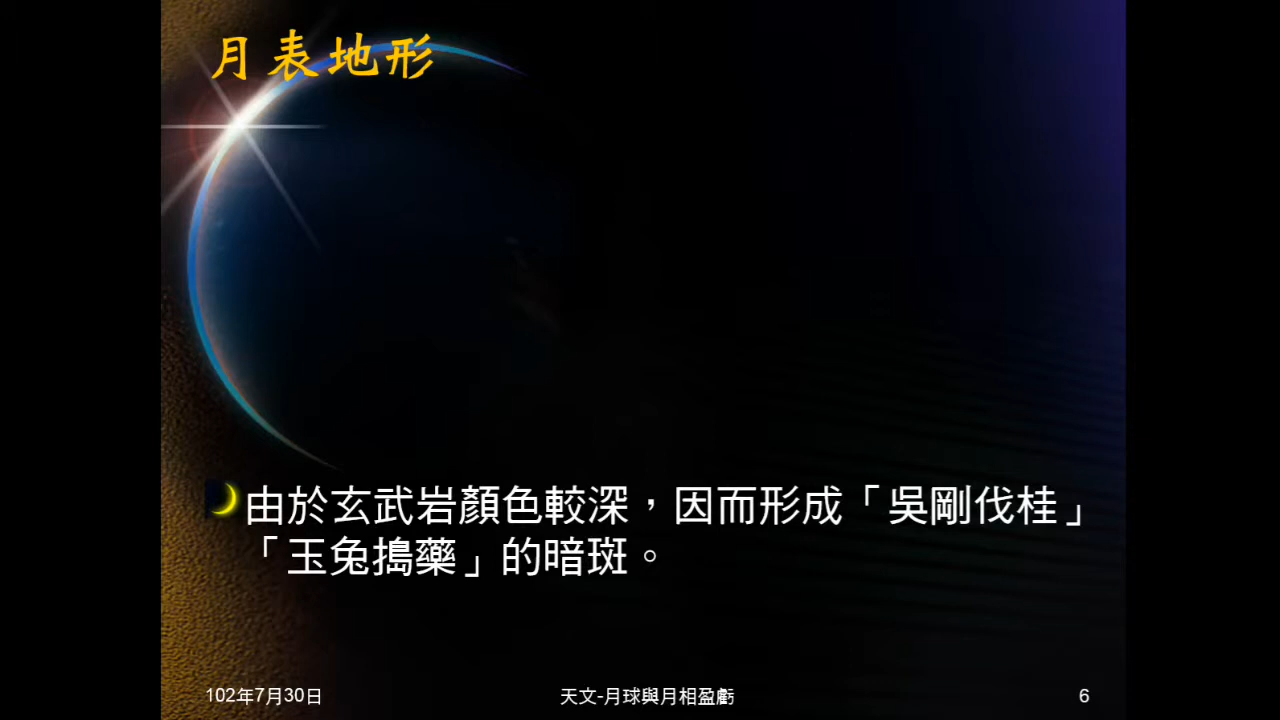 月表地形
由於玄武岩顏色較深，因而形成「吳剛伐桂」
「玉兔搗藥」的暗斑。
102年7月30日
天文-月球與月相盈虧
6